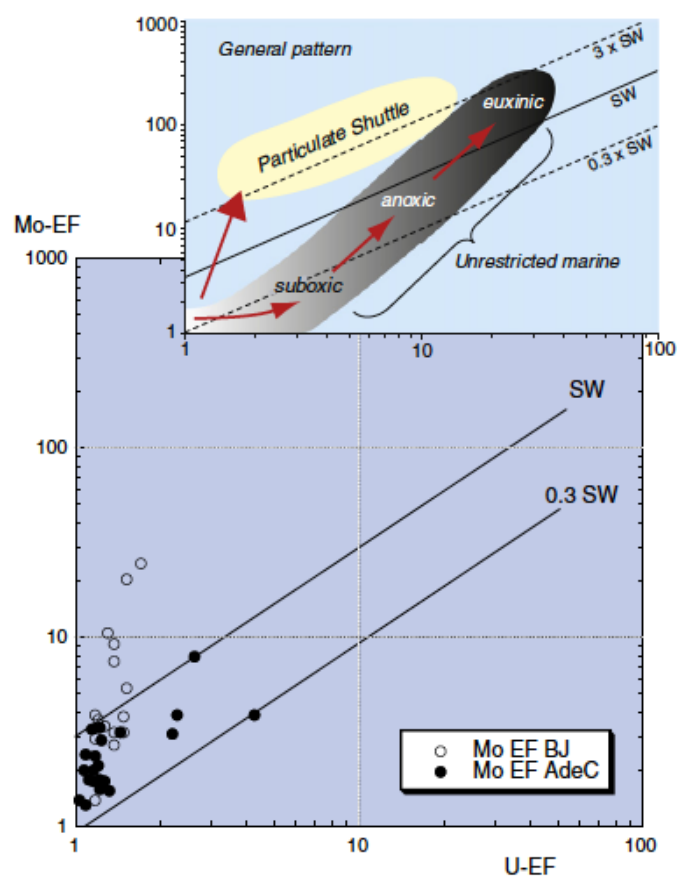 1000
General pattern
3 x SW
euxinic
SW
100
Particulate Shuttle
0.3 x SW
anoxic
Mo-EF
10
Unrestricted marine
1000
suboxic
1
1
10
100
SW
100
0.3 SW
10
Mo EF BJ
Mo EF AdeC
1
1
10
100
U-EF